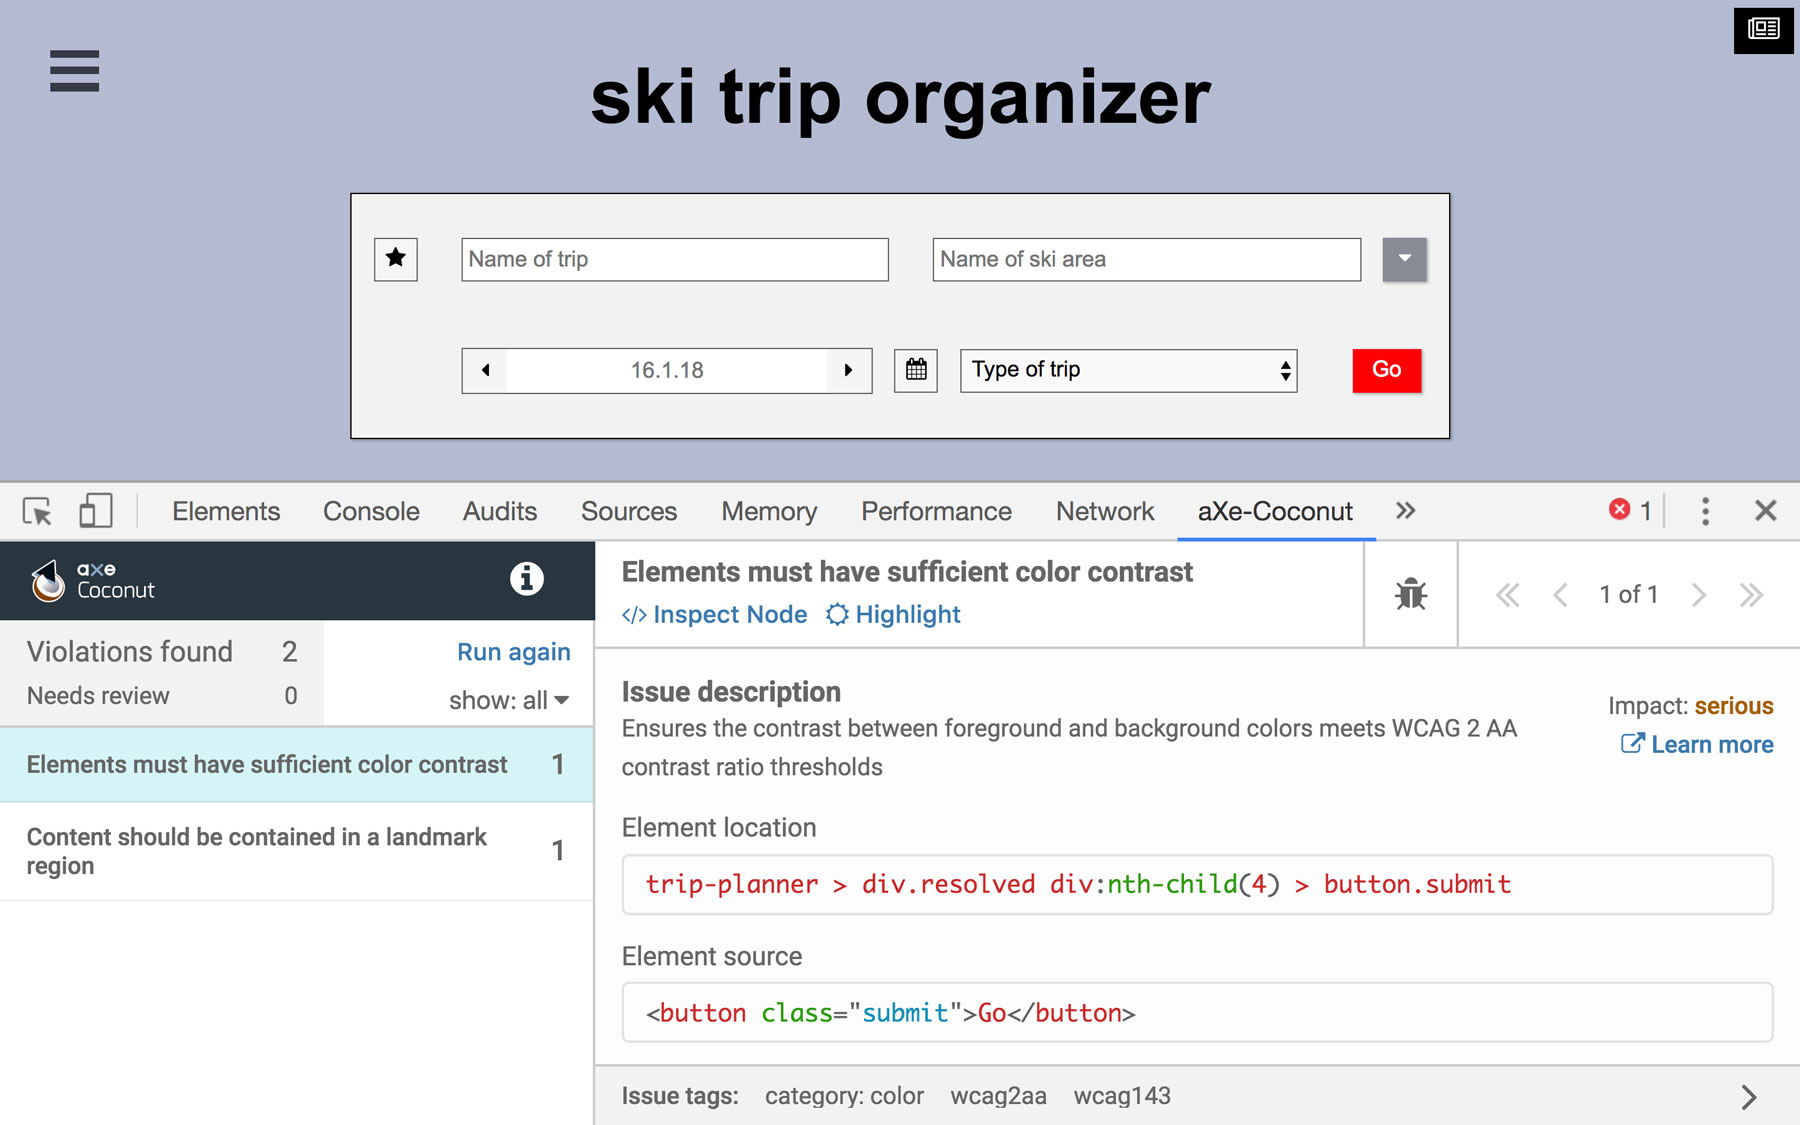 ski trip organizer
Name of trip
Name of ski area
16.1.18
Type of trip
Go
Elements Console Audits Sources Memory Performance Network aXe-Coconut » 1
axe
Coconut
Violations found 2
Needs review 0
Run again
show: all
Elements must have sufficient color contrast 1
Content should be contained in a landmark
region
1
Elements must have sufficient color contrast
</> Inspect Node Highlight
1 of 1
Issue description
Ensures the contrast between foreground and background colors meets WCAG 2 AA
contrast ratio thresholds
Impact: serious
Learn more
Element location
trip-planner > div.resolved div:nth-child(4) > button.submit
Element source
<button class="submit">Go</button>
Issue tags: category: color wcag2aa wcag143